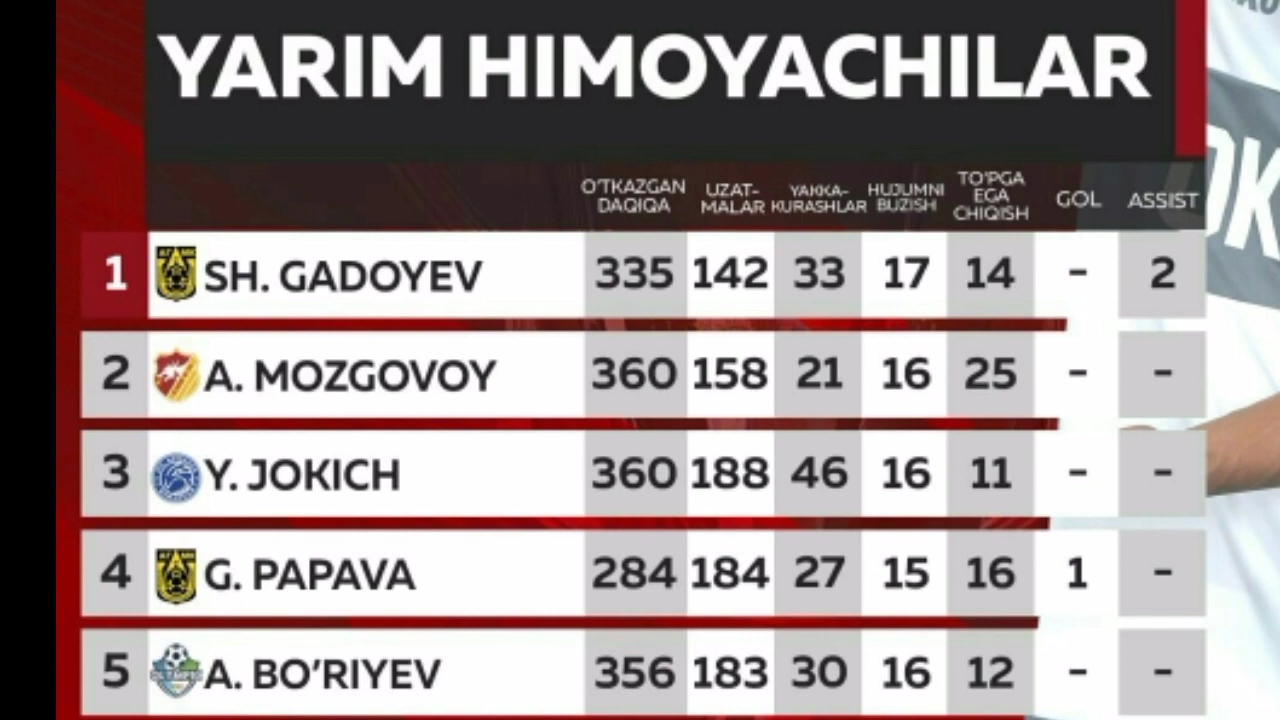 YARIM HIMOYACHILAR
O'TKAZGAN DAQIQA UZAT-MALAR YAKKA-KURASHLAR HUJUMNI BUZISH TO'PGA EGA CHIQISH GOL ASSIST
1 SH. GADOYEV 335 142 33 17 14 - 2
2 A. MOZGOVOY 360 158 21 16 25 - -
3 Y. JOKICH 360 188 46 16 11 - -
4 G. PAPAVA 284 184 27 15 16 1 -
5 A. BO'RIYEV 356 183 30 16 12 - -